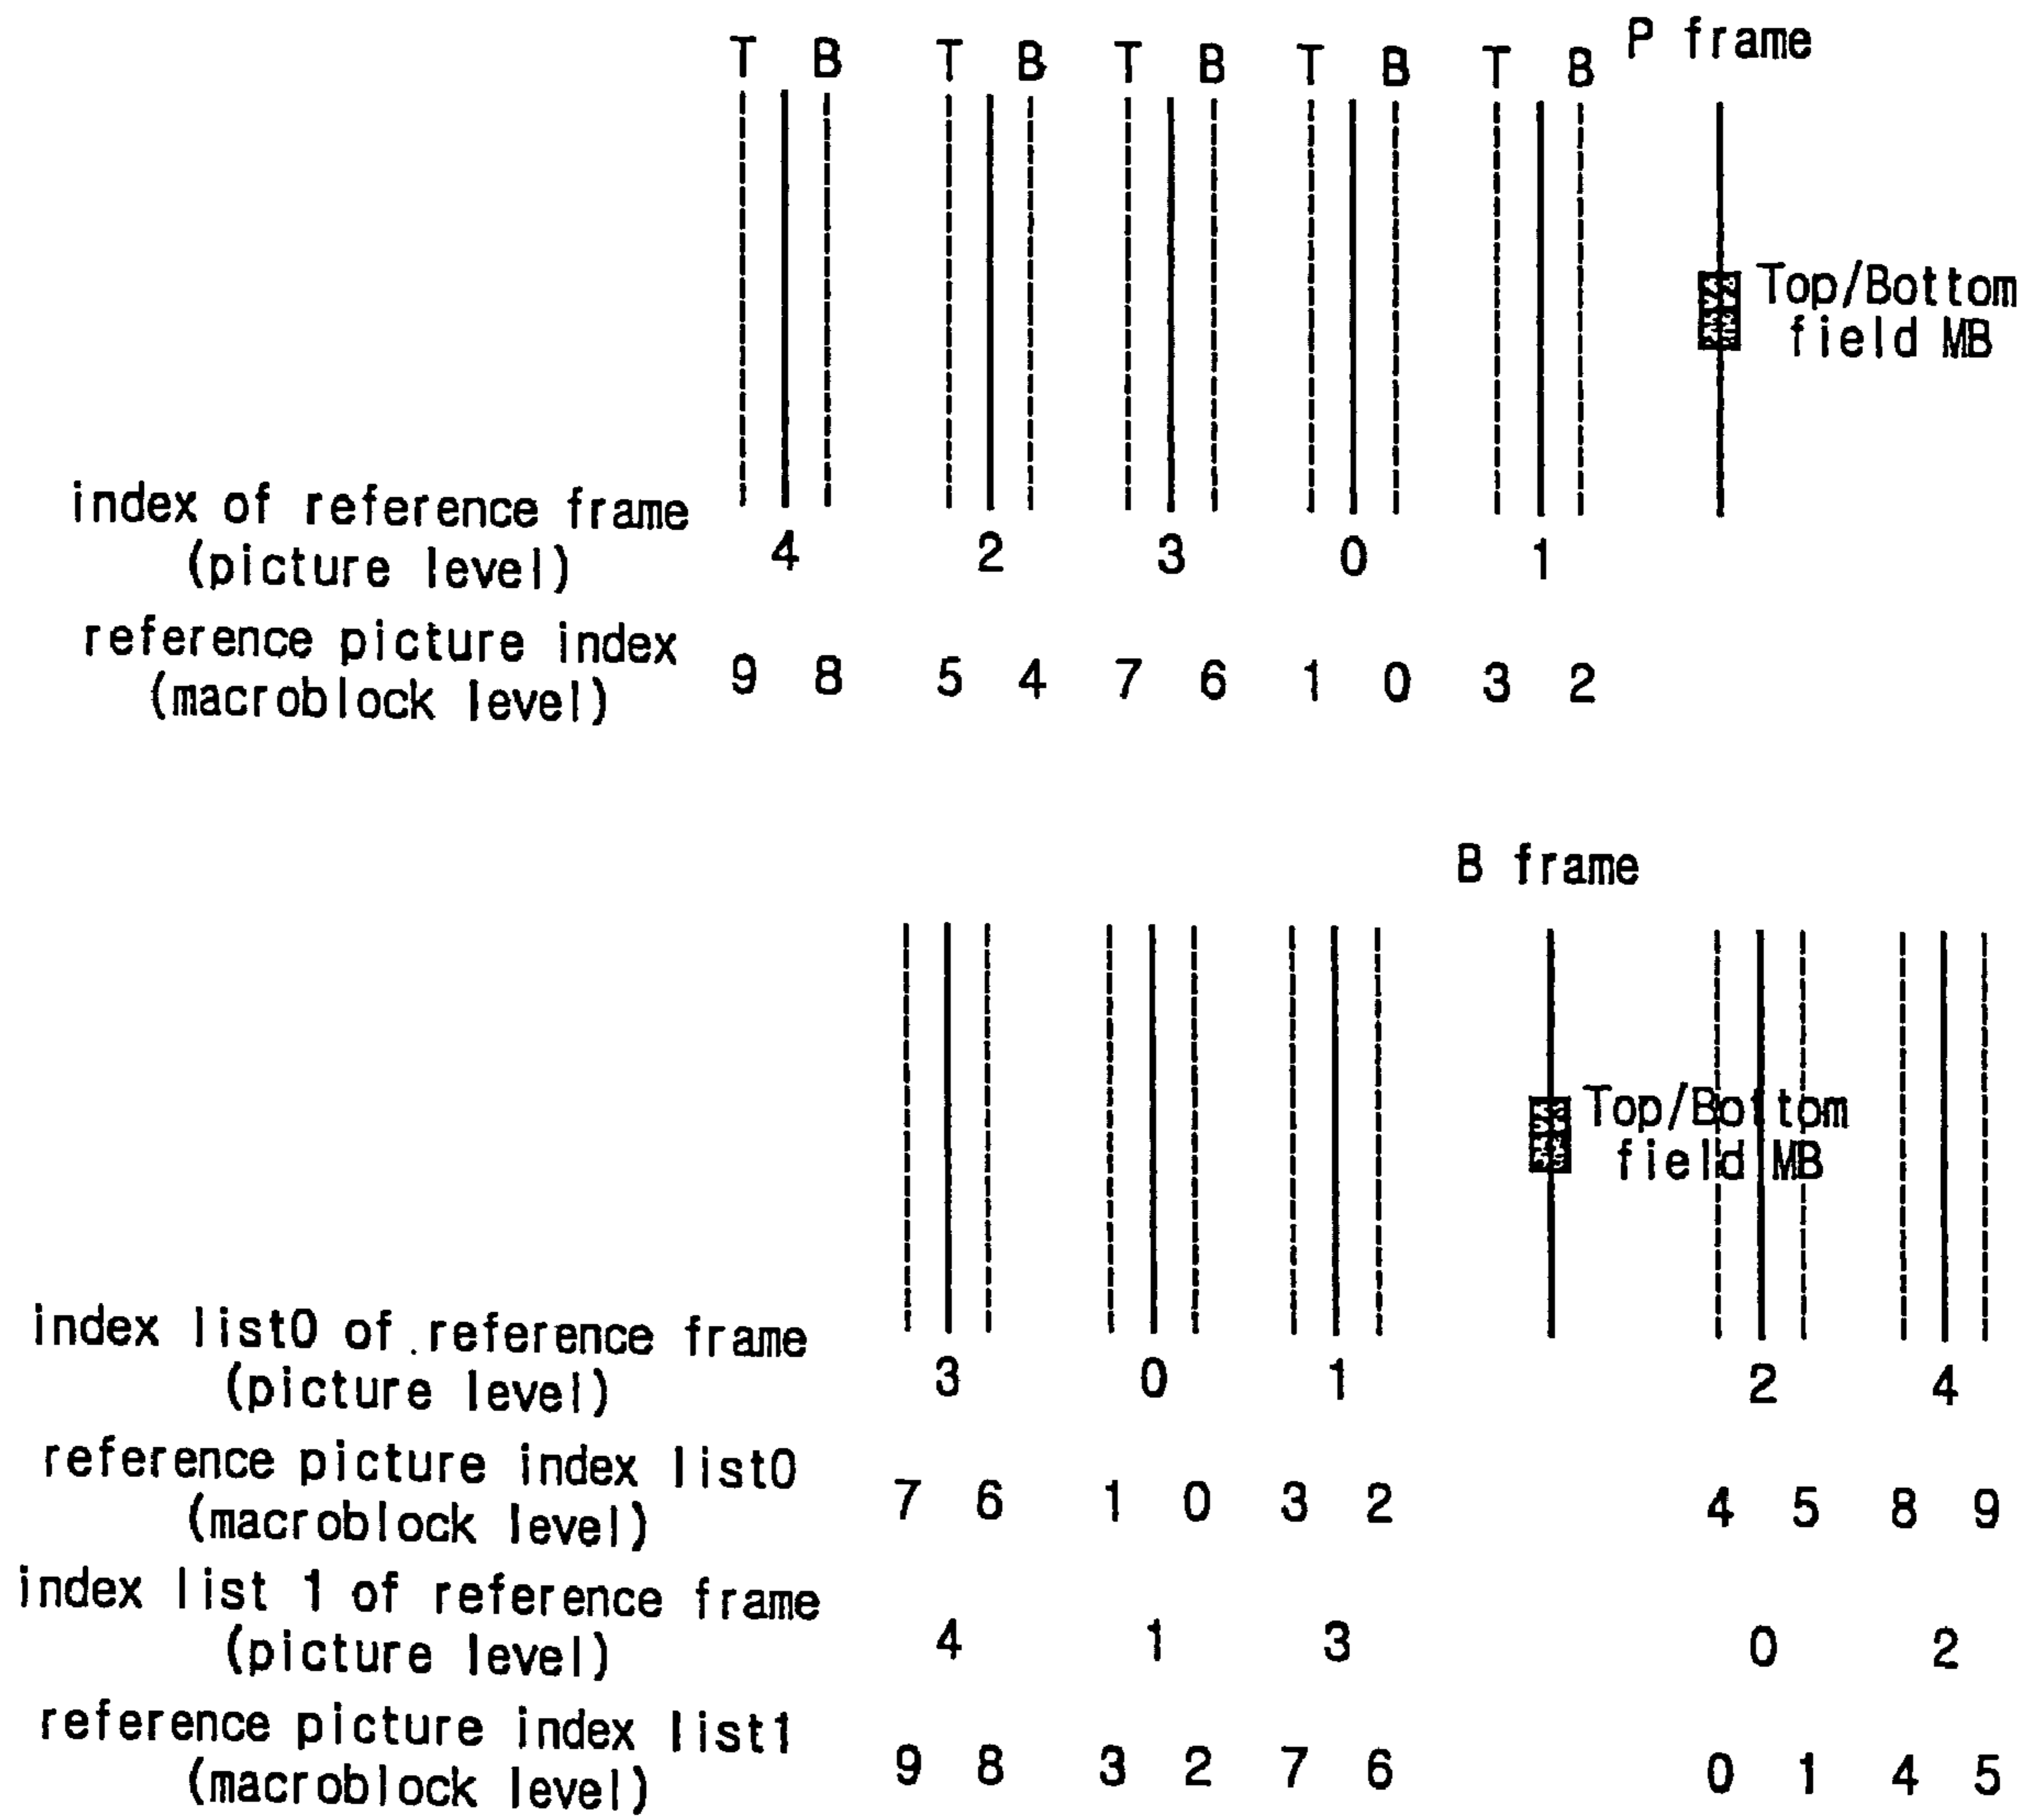 T B T B T B T B T B P frame
Top/Bottom
field MB
index of reference frame
(picture level) 4 2 3 0 1
reference picture index
(macroblock level) 9 8 5 4 7 6 1 0 3 2
B frame
Top/Bottom
field MB
index list0 of reference frame
(picture level) 3 0 1 2 4
reference picture index list0
(macroblock level) 7 6 1 0 3 2 4 5 8 9
index list 1 of reference frame
(picture level) 4 1 3 0 2
reference picture index list1
(macroblock level) 9 8 3 2 7 6 0 1 4 5